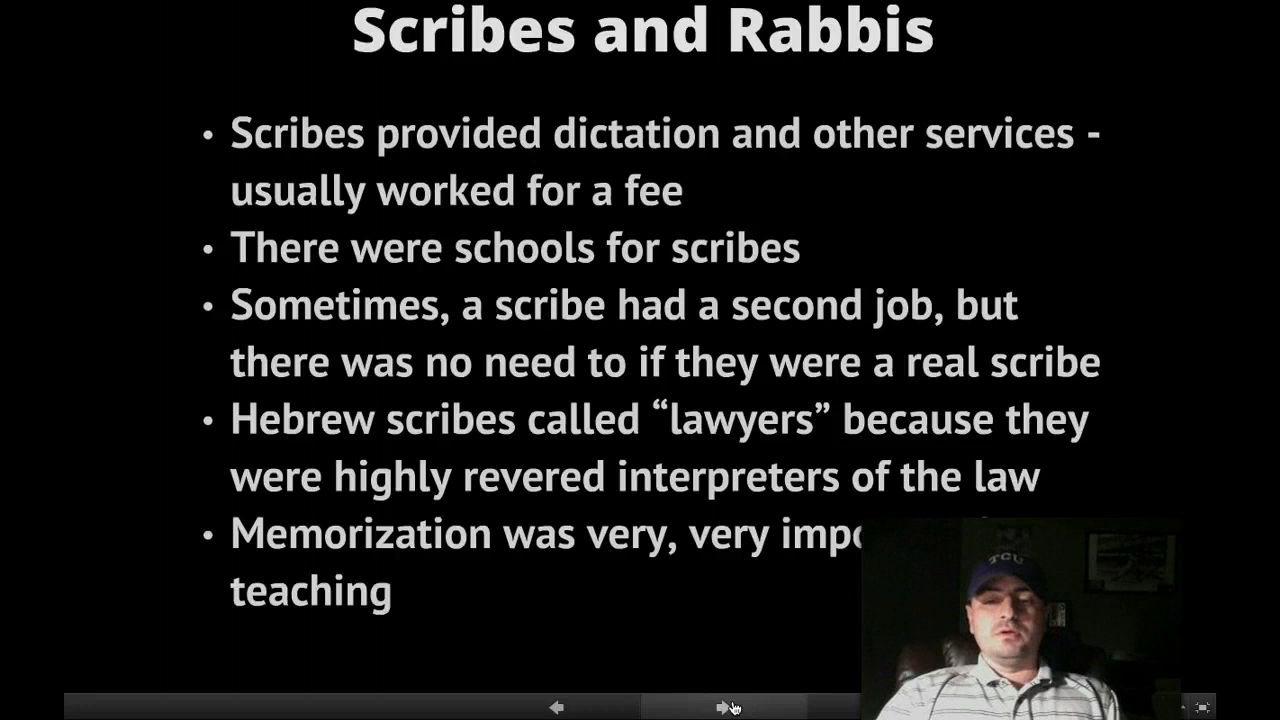 Scribes and Rabbis
• Scribes provided dictation and other services -
usually worked for a fee
• There were schools for scribes
• Sometimes, a scribe had a second job, but
there was no need to if they were a real scribe
• Hebrew scribes called “lawyers” because they
were highly revered interpreters of the law
• Memorization was very, very
teaching
TCU